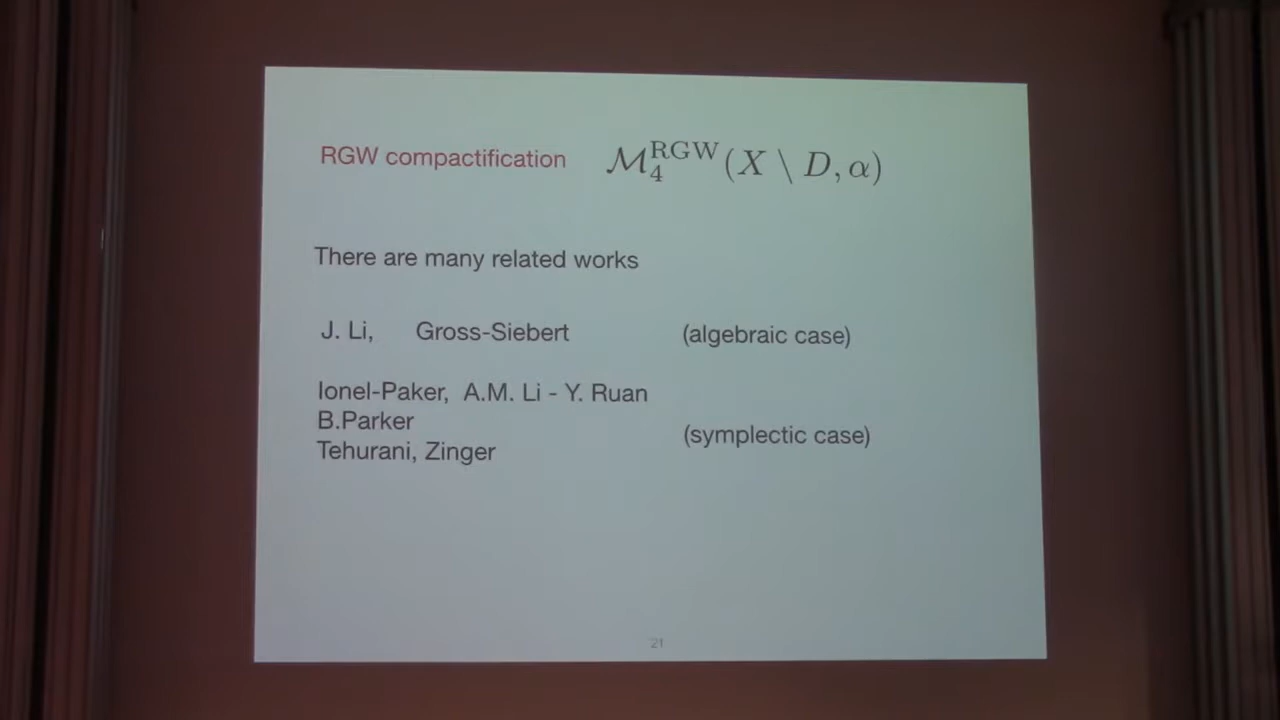 RGW compactification $\mathcal{M}_4^{\mathrm{RGW}}(X \setminus D, \alpha)$
There are many related works
J. Li, Gross-Siebert (algebraic case)
Ionel-Paker, A.M. Li - Y. Ruan
B.Parker
(symplectic case)
Tehurani, Zinger
21